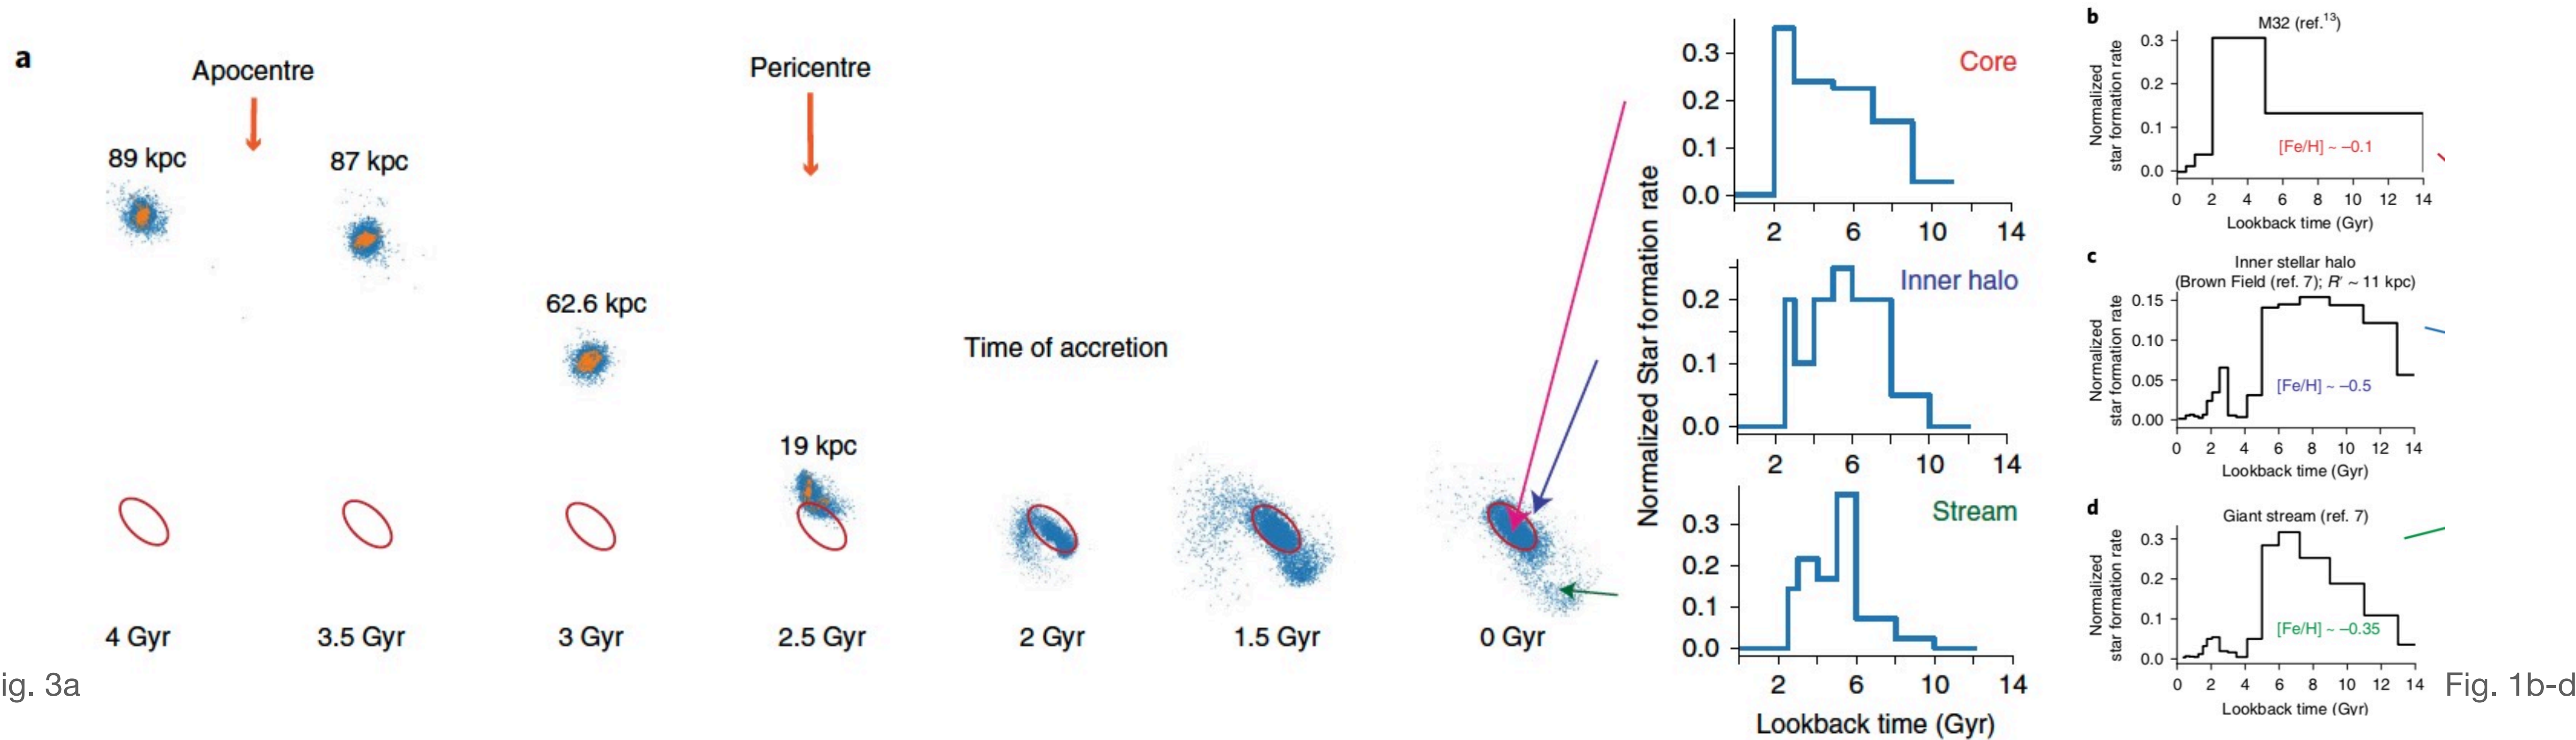 a
Apocentre
Pericentre
89 kpc
87 kpc
62.6 kpc
Time of accretion
19 kpc
4 Gyr
3.5 Gyr
3 Gyr
2.5 Gyr
2 Gyr
1.5 Gyr
0 Gyr
ig. 3a
Normalized Star formation rate
Core
0.3
0.2
0.1
0.0
2 6 10 14
Inner halo
0.2
0.1
0.0
2 6 10 14
Stream
0.3
0.2
0.1
0.0
2 6 10 14
Lookback time (Gyr)
b
M32 (ref.13)
Normalized
star formation rate
0.3
0.2
0.1
0.0
[Fe/H] ~ –0.1
0 2 4 6 8 10 12 14
Lookback time (Gyr)
c
Inner stellar halo
(Brown Field (ref. 7); R' ~ 11 kpc)
Normalized
star formation rate
0.15
0.10
0.05
0.00
[Fe/H] ~ –0.5
0 2 4 6 8 10 12 14
Lookback time (Gyr)
d
Giant stream (ref. 7)
Normalized
star formation rate
0.3
0.2
0.1
0.0
[Fe/H] ~ –0.35
0 2 4 6 8 10 12 14
Lookback time (Gyr)
Fig. 1b-d